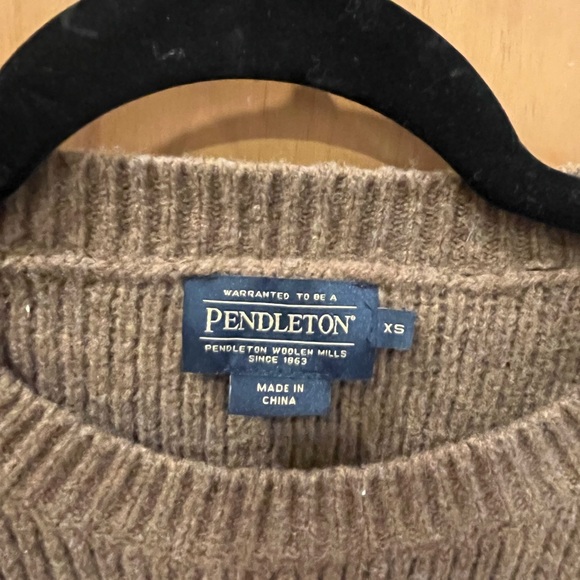 WARRANTED TO BE A
PENDLETON®
XS
PENDLETON WOOLEN MILLS
SINCE 1863
MADE IN
CHINA